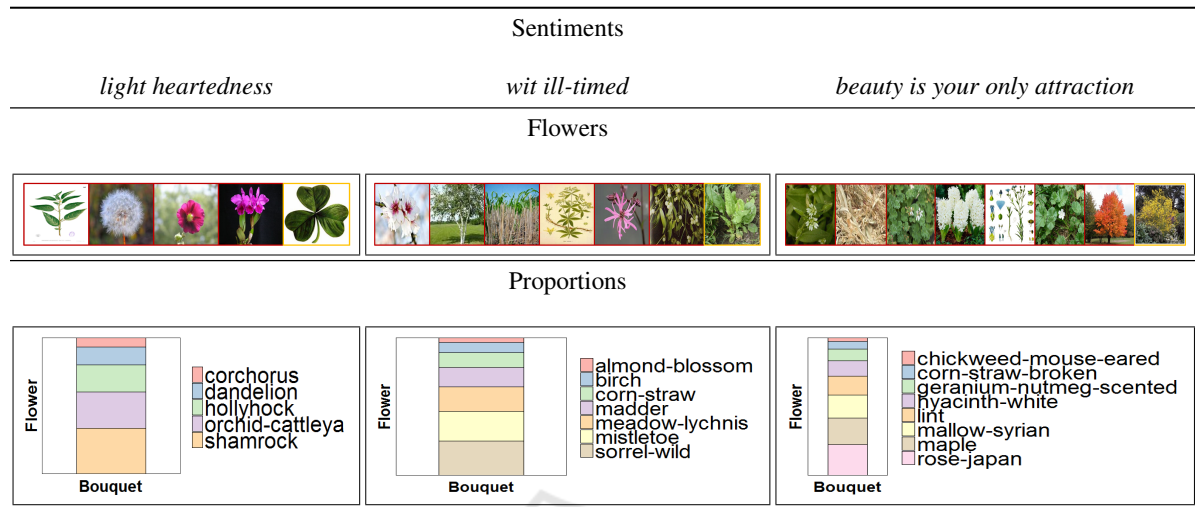 Sentiments
light heartedness
wit ill-timed
beauty is your only attraction
Flowers
Proportions
Flower
Bouquet
corchorus
dandelion
hollyhock
orchid-cattleya
shamrock
Flower
Bouquet
almond-blossom
birch
corn-straw
madder
meadow-lychnis
mistletoe
sorrel-wild
Flower
Bouquet
chickweed-mouse-eared
corn-straw-broken
geranium-nutmeg-scented
hyacinth-white
lint
mallow-syrian
maple
rose-japan